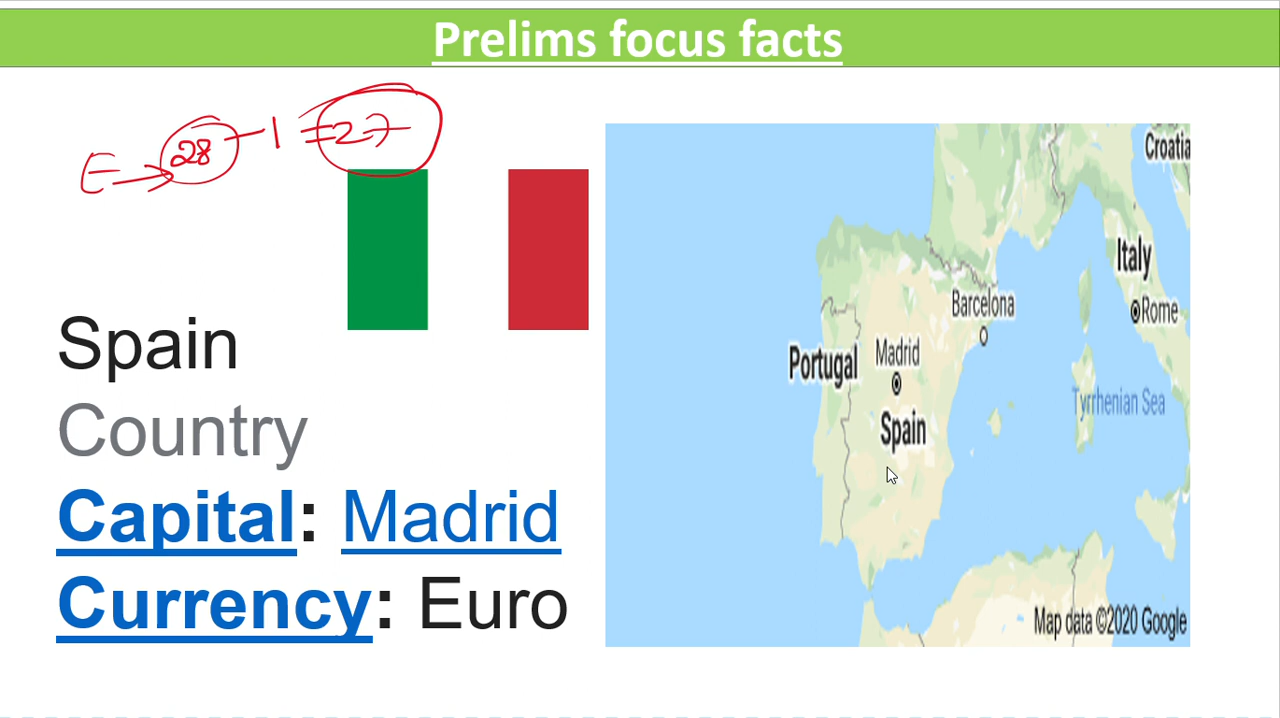 Prelims focus facts
E → 28 - 1 = 27
Spain
Country
Capital: Madrid
Currency: Euro
Croatia
Italy
Rome
Barcelona
Portugal
Madrid
Spain
Tyrrhenian Sea
Map data ©2020 Google